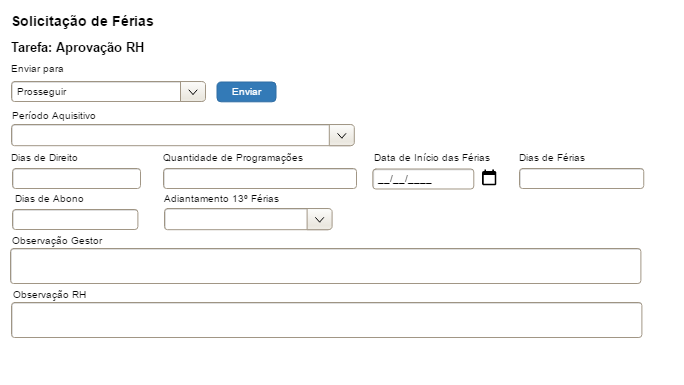 Solicitação de Férias
Tarefa: Aprovação RH
Enviar para
Prosseguir Enviar
Período Aquisitivo
Dias de Direito Quantidade de Programações Data de Início das Férias Dias de Férias
__/__/____
Dias de Abono Adiantamento 13º Férias
Observação Gestor
Observação RH